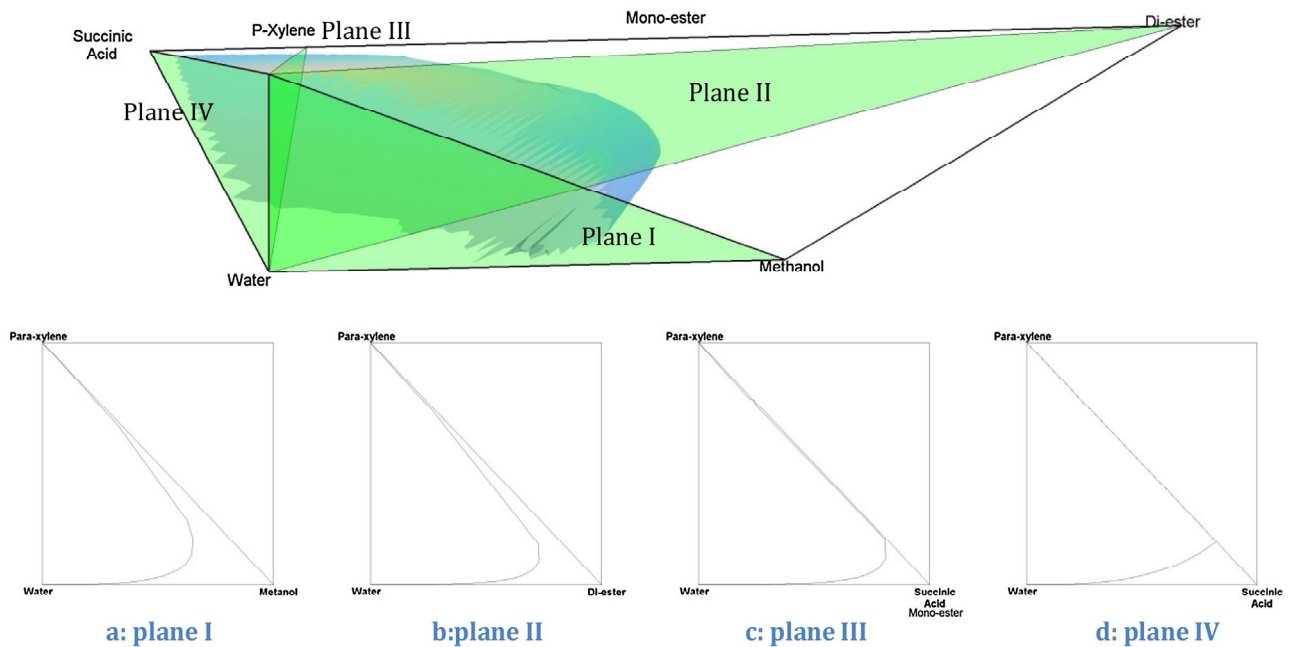 Mono-ester
Di-ester
Succinic
Acid
P-Xylene
Plane III
Plane II
Plane IV
Plane I
Methanol
Water
Para-xylene
Para-xylene
Para-xylene
Para-xylene
Water
Metanol
Water
Di-ester
Water
Succinic
Acid
Mono-ester
Water
Succinic
Acid
a: plane I
b:plane II
c: plane III
d: plane IV